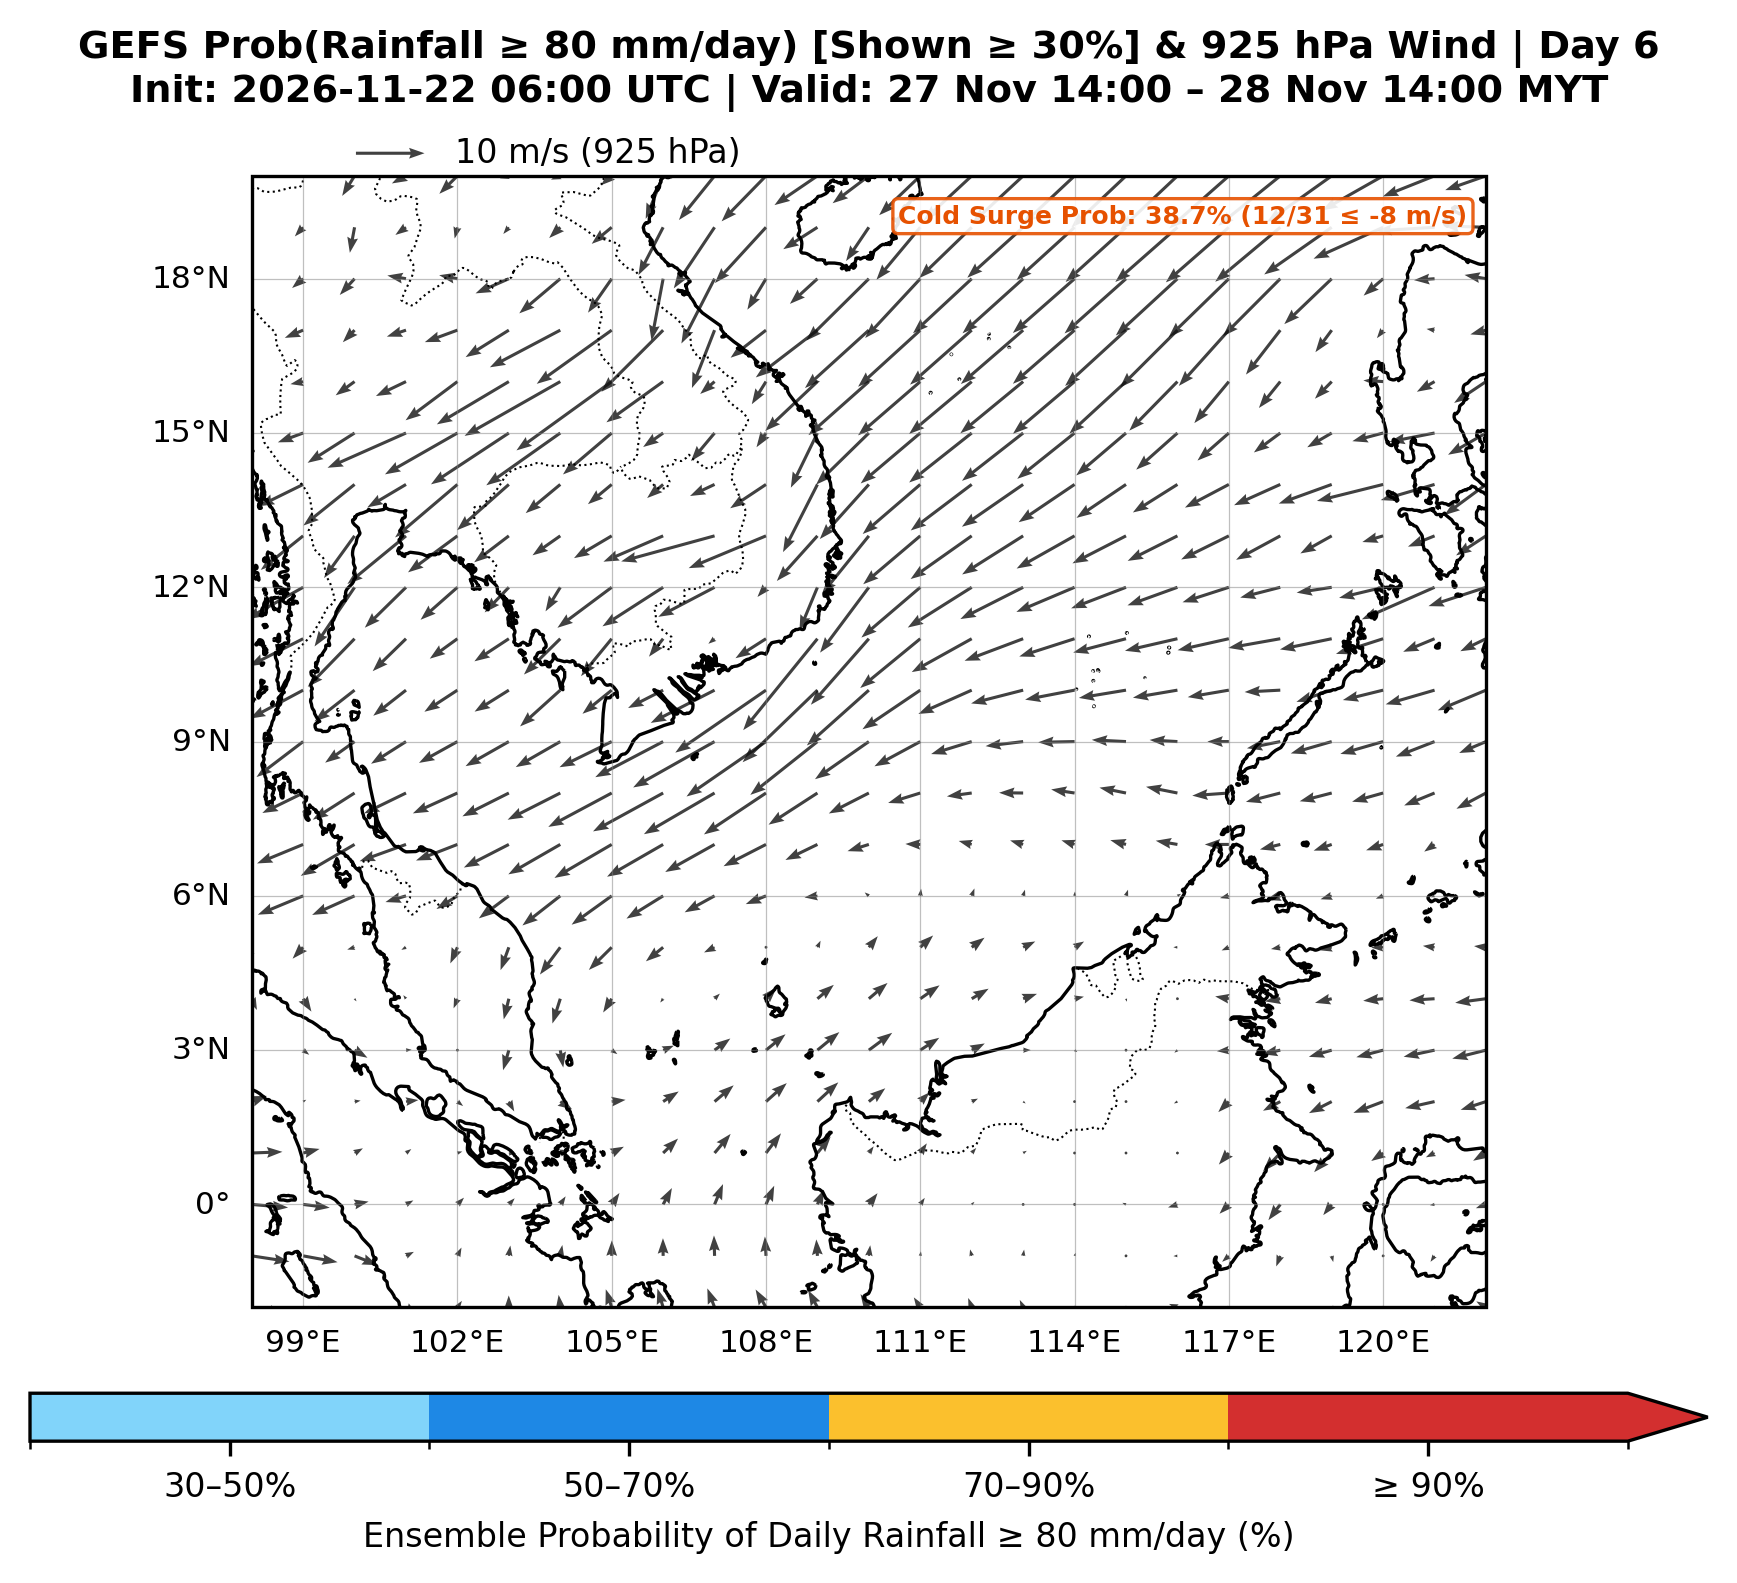 GEFS Prob(Rainfall ≥ 80 mm/day) [Shown ≥ 30%] & 925 hPa Wind | Day 6
Init: 2026-11-22 06:00 UTC | Valid: 27 Nov 14:00 – 28 Nov 14:00 MYT
10 m/s (925 hPa)
Cold Surge Prob: 38.7% (12/31 ≤ -8 m/s)
18°N
15°N
12°N
9°N
6°N
3°N
0°
99°E 102°E 105°E 108°E 111°E 114°E 117°E 120°E
30–50% 50–70% 70–90% ≥ 90%
Ensemble Probability of Daily Rainfall ≥ 80 mm/day (%)